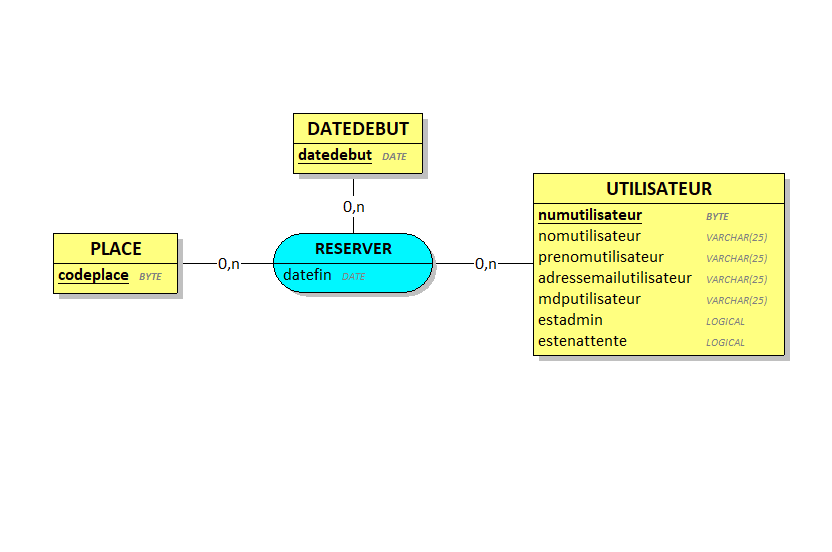 DATEDEBUT
datedebut DATE
0,n
PLACE
codeplace BYTE
0,n
RESERVER
datefin DATE
0,n
UTILISATEUR
numutilisateur BYTE
nomutilisateur VARCHAR(25)
prenomutilisateur VARCHAR(25)
adressemailutilisateur VARCHAR(25)
mdputilisateur VARCHAR(25)
estadmin LOGICAL
estenattente LOGICAL